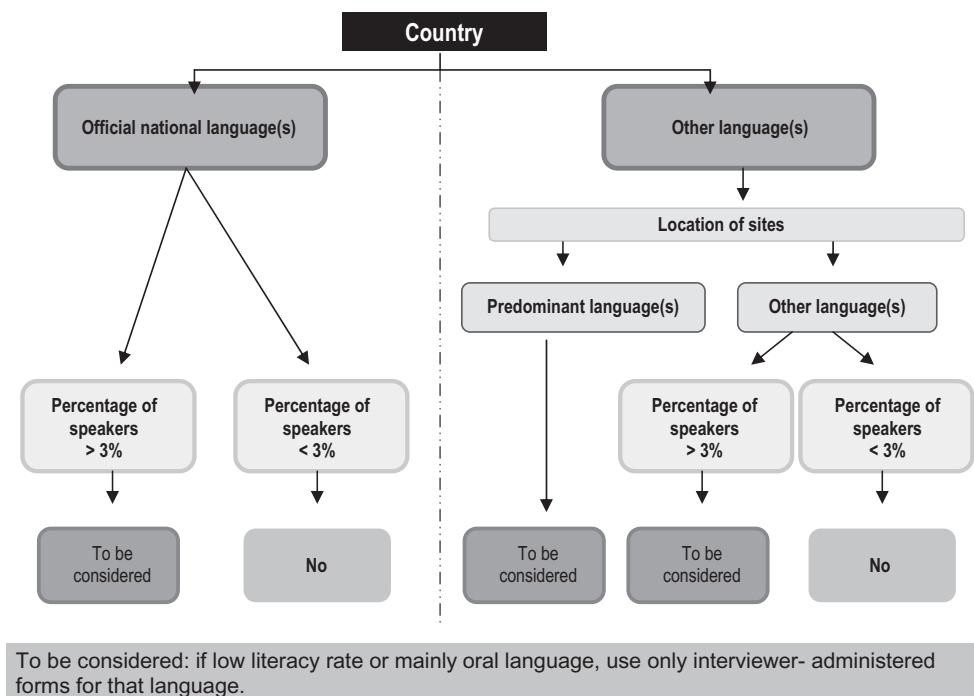 Country
Official national language(s)
Other language(s)
Location of sites
Predominant language(s)
Other language(s)
Percentage of
speakers
> 3%
Percentage of
speakers
< 3%
Percentage of
speakers
> 3%
Percentage of
speakers
< 3%
To be
considered
No
To be
considered
To be
considered
No
To be considered: if low literacy rate or mainly oral language, use only interviewer- administered
forms for that language.